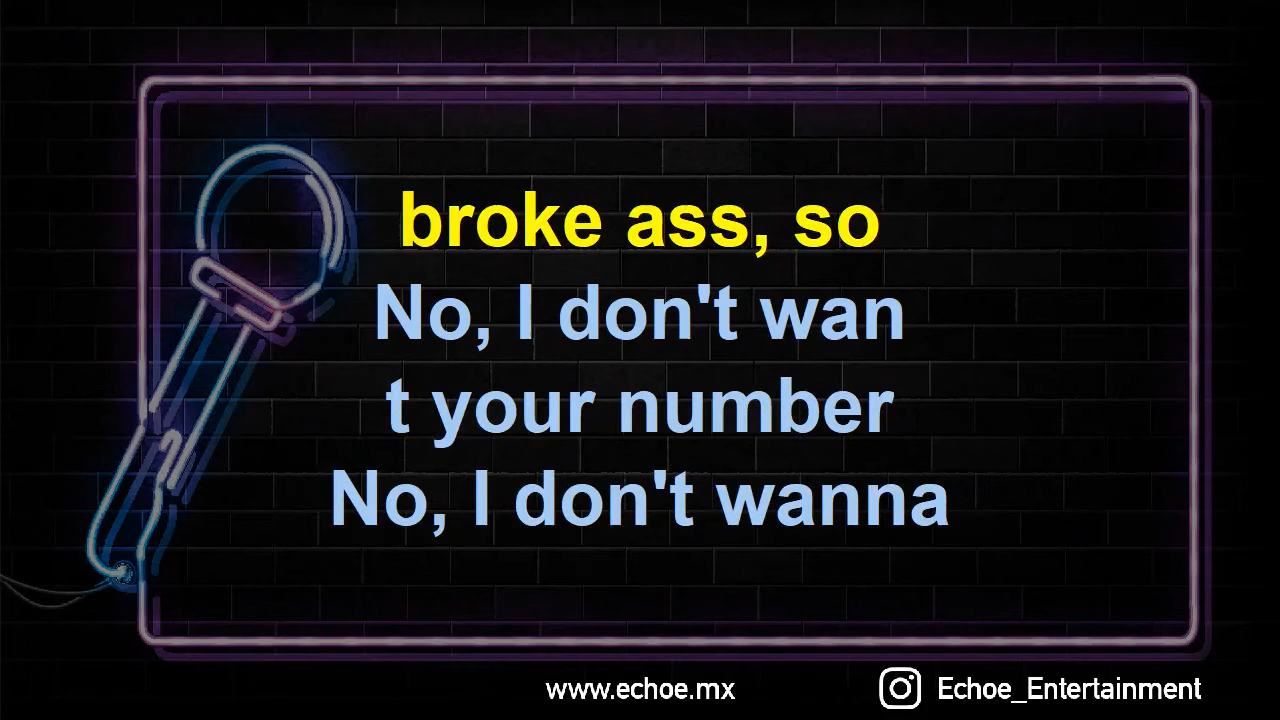 broke ass, so
No, I don't wan
t your number
No, I don't wanna
www.echoe.mx
Echoe_Entertainment